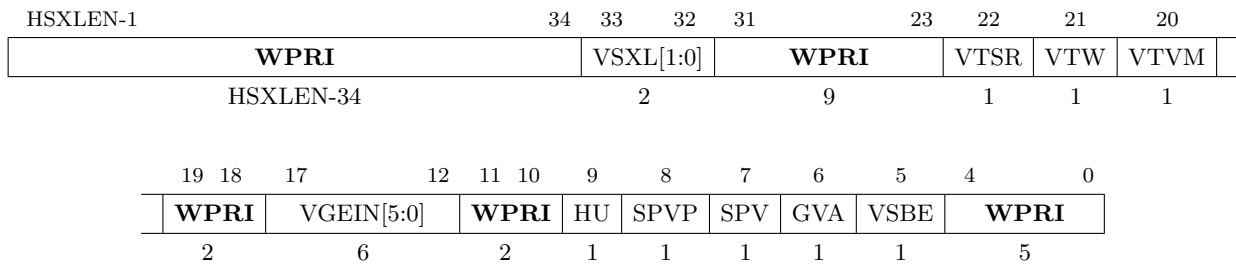 HSXLEN-1 34 33 32 31 23 22 21 20
WPRI VSXL[1:0] WPRI VTSR VTW VTVM
HSXLEN-34 2 9 1 1 1
19 18 17 12 11 10 9 8 7 6 5 4 0
WPRI VGEIN[5:0] WPRI HU SPVP SPV GVA VSBE WPRI
2 6 2 1 1 1 1 1 5